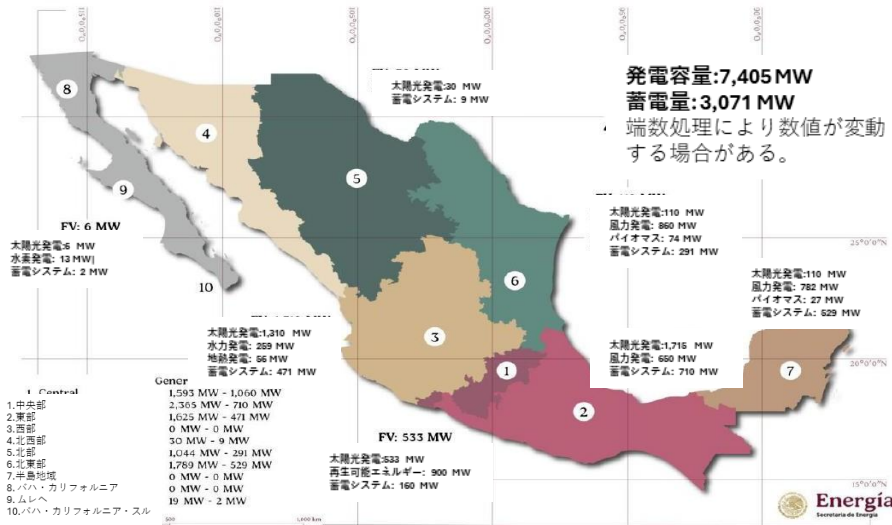 発電容量:7,405 MW
蓄電量:3,071 MW
端数処理により数値が変動
する場合がある。
太陽光発電:30 MW
蓄電システム: 9 MW
8
4
5
9
10
6
3
1
2
7
FV: 6 MW
太陽光発電:6 MW
水素発電: 13 MW|
蓄電システム: 2 MW
太陽光発電:110 MW
風力発電: 860 MW
バイオマス: 74 MW
蓄電システム: 291 MW
太陽光発電:110 MW
風力発電: 782 MW
バイオマス: 27 MW
蓄電システム: 529 MW
太陽光発電:1,310 MW
水力発電: 259 MW
地熱発電: 56 MW
蓄電システム: 471 MW
太陽光発電:1,715 MW
風力発電: 650 MW
蓄電システム: 710 MW
FV: 533 MW
太陽光発電:533 MW
再生可能エネルギー: 900 MW
蓄電システム: 160 MW
1. Central
Gener
1.中央部
2.東部
3.西部
4.北西部
5.北部
6.北東部
7.半島地域
8.バハ・カリフォルニア
9.ムレヘ
10.バハ・カリフォルニア・スル
1,593 MW - 1,060 MW
2,365 MW - 710 MW
1,625 MW - 471 MW
0 MW - 0 MW
30 MW - 9 MW
1,044 MW - 291 MW
1,789 MW - 529 MW
0 MW - 0 MW
0 MW - 0 MW
19 MW - 2 MW
25°0'0"N
20°0'0"N
15°0'0"N
1,000 km
Energía
Secretaría de Energía